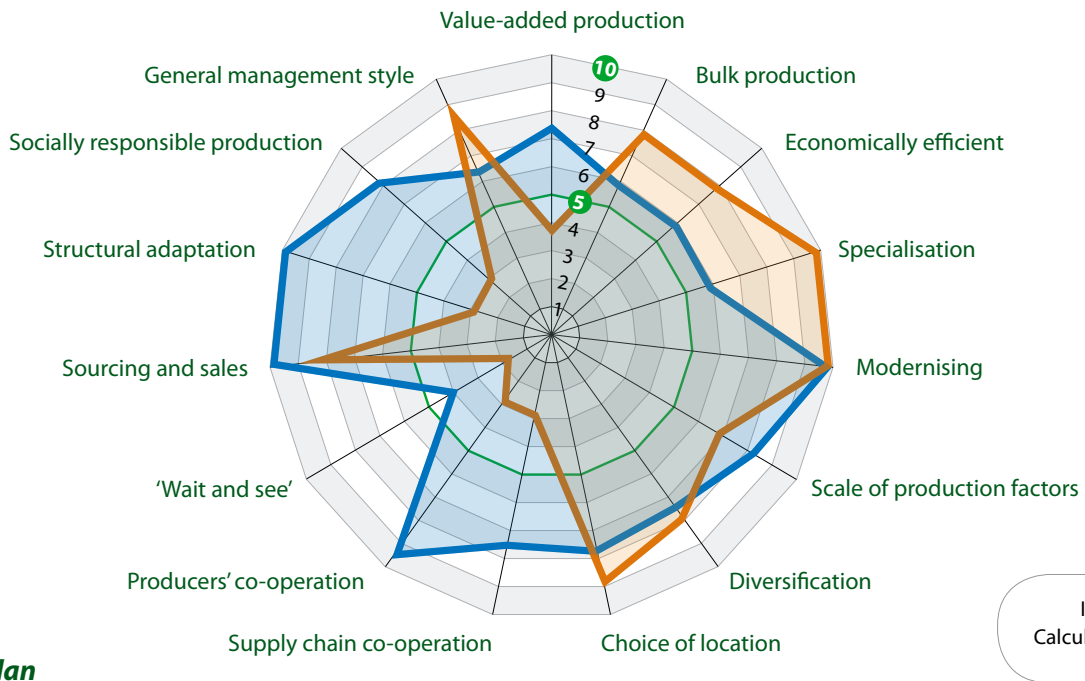 Value-added production
General management style
Bulk production
Socially responsible production
Economically efficient
Structural adaptation
Specialisation
Sourcing and sales
Modernising
'Wait and see'
Scale of production factors
Producers' co-operation
Diversification
Supply chain co-operation
Choice of location
10
9
8
7
6
5
4
3
2
1
Calcul
lan